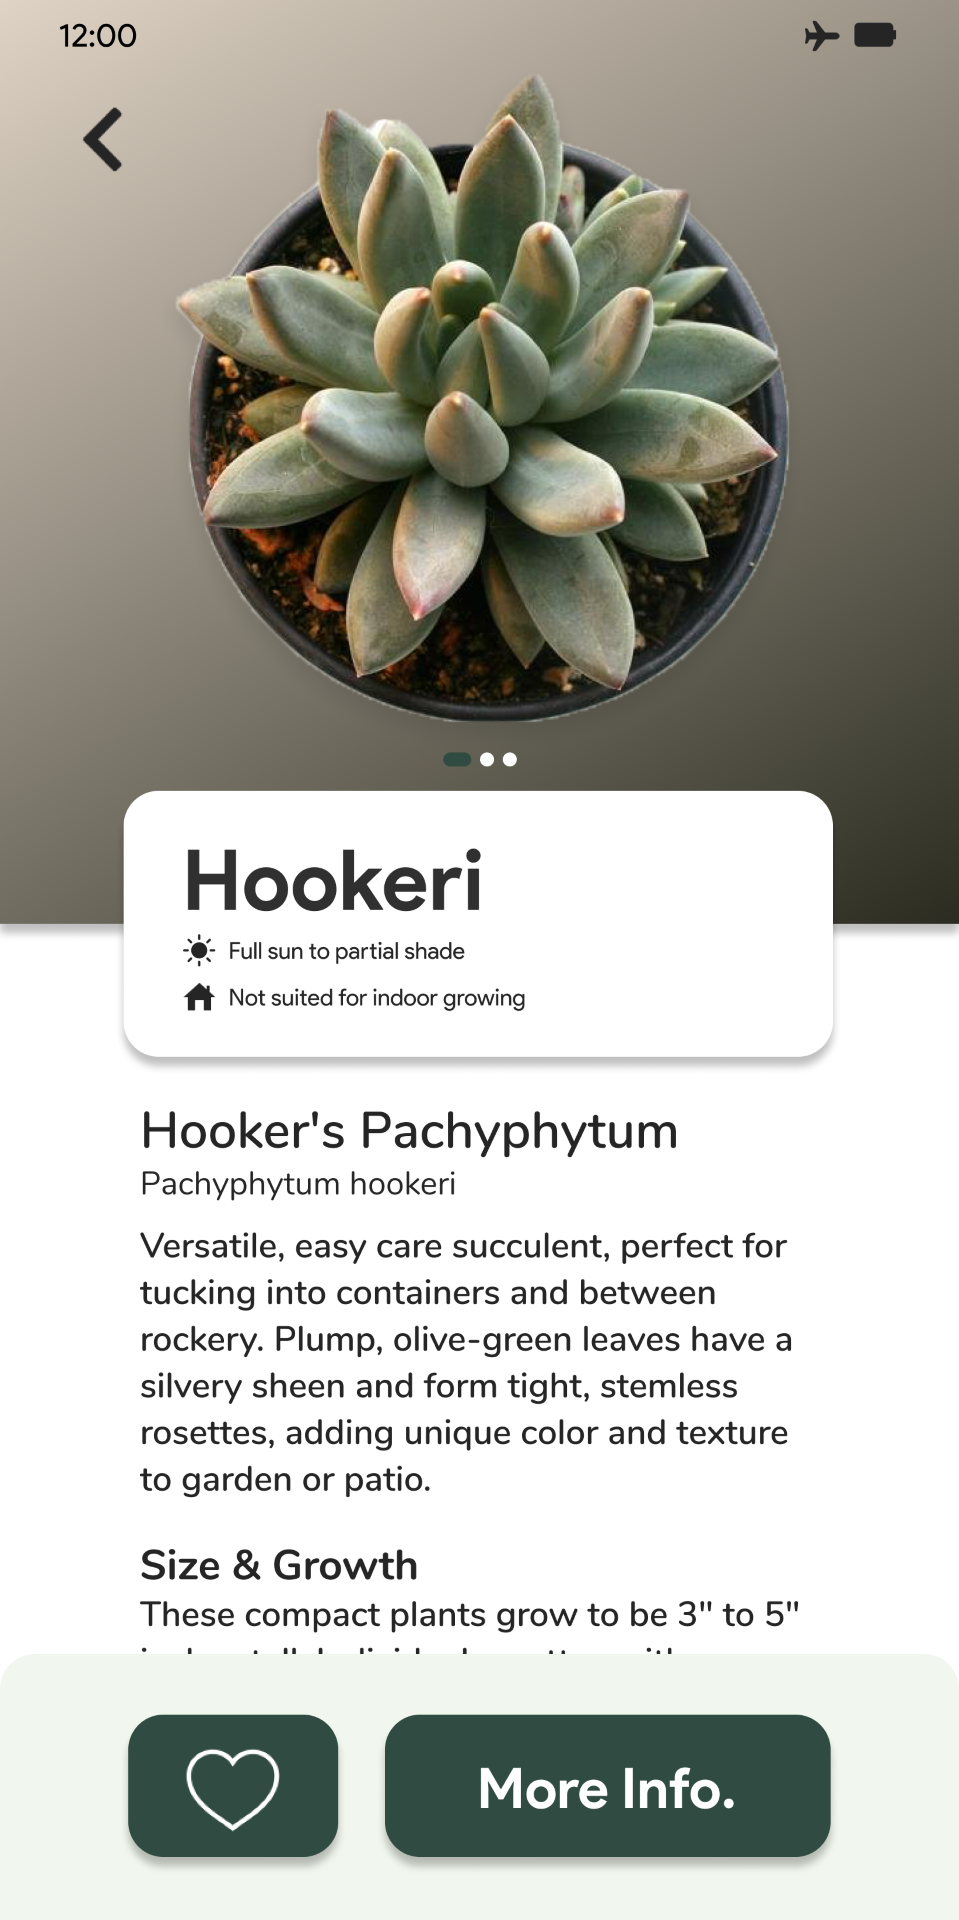 12:00
Hookeri
Full sun to partial shade
Not suited for indoor growing
Hooker's Pachyphytum
Pachyphytum hookeri
Versatile, easy care succulent, perfect for
tucking into containers and between
rockery. Plump, olive-green leaves have a
silvery sheen and form tight, stemless
rosettes, adding unique color and texture
to garden or patio.
Size & Growth
These compact plants grow to be 3" to 5"
More Info.